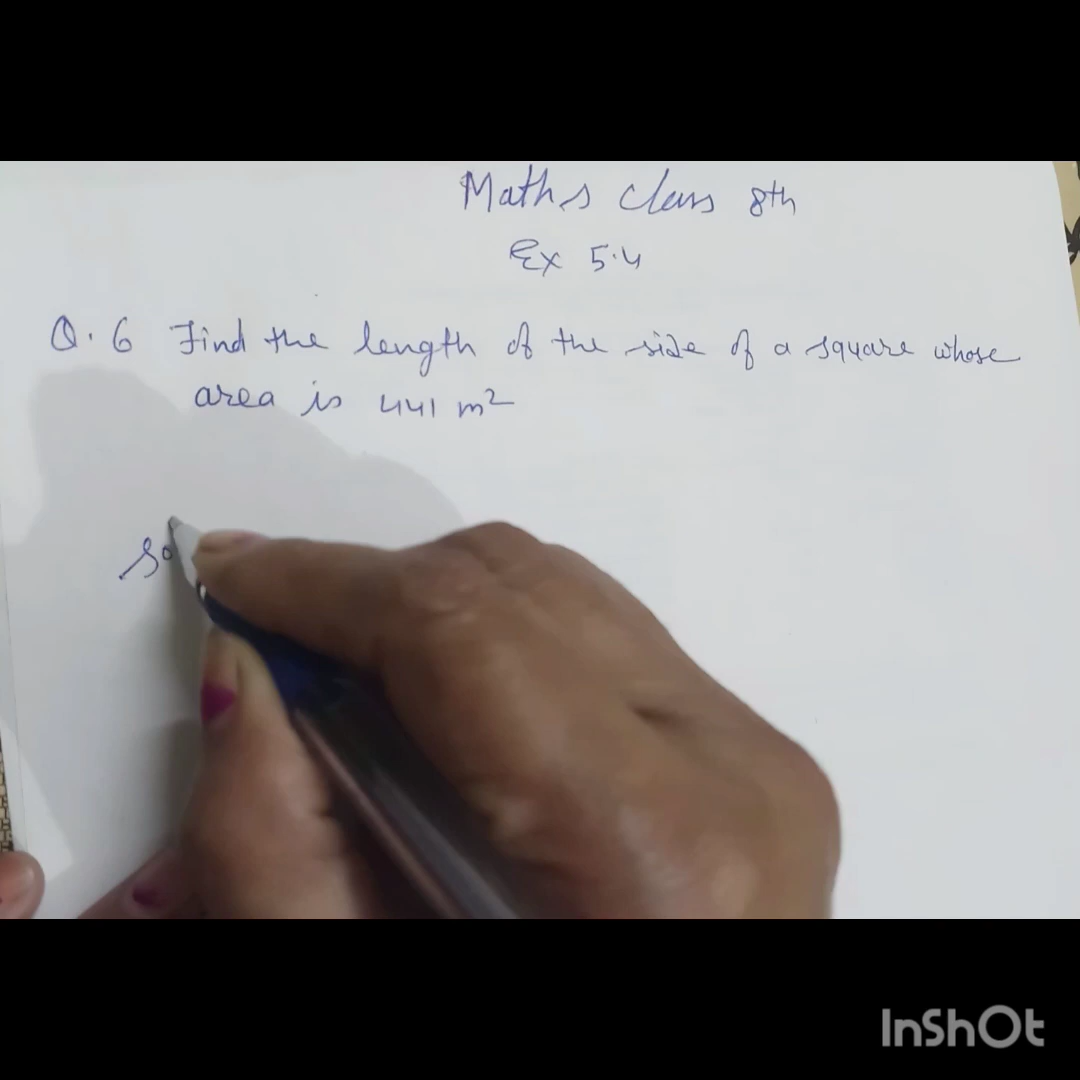 Maths class 8th
Ex 5.4
Q.6 Find the length of the side of a square whose
area is 441 m²
so
InShOt